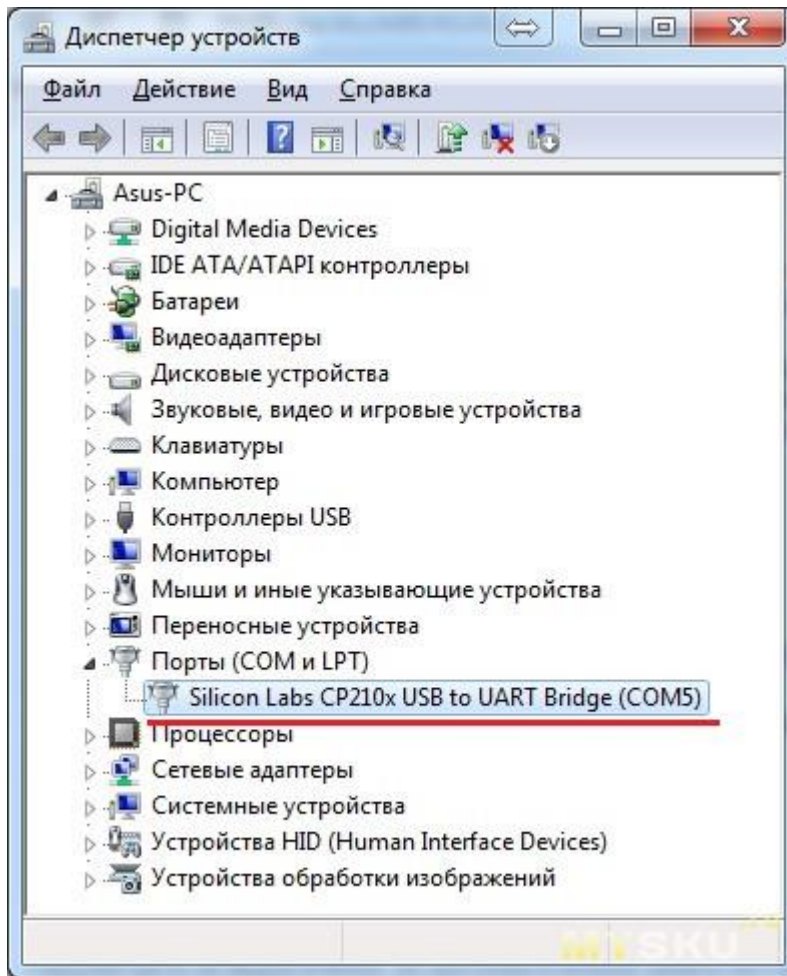 Диспетчер устройств
Файл Действие Вид Справка
Asus-PC
Digital Media Devices
IDE ATA/ATAPI контроллеры
Батареи
Видеоадаптеры
Дисковые устройства
Звуковые, видео и игровые устройства
Клавиатуры
Компьютер
Контроллеры USB
Мониторы
Мыши и иные указывающие устройства
Переносные устройства
Порты (COM и LPT)
Silicon Labs CP210x USB to UART Bridge (COM5)
Процессоры
Сетевые адаптеры
Системные устройства
Устройства HID (Human Interface Devices)
Устройства обработки изображений